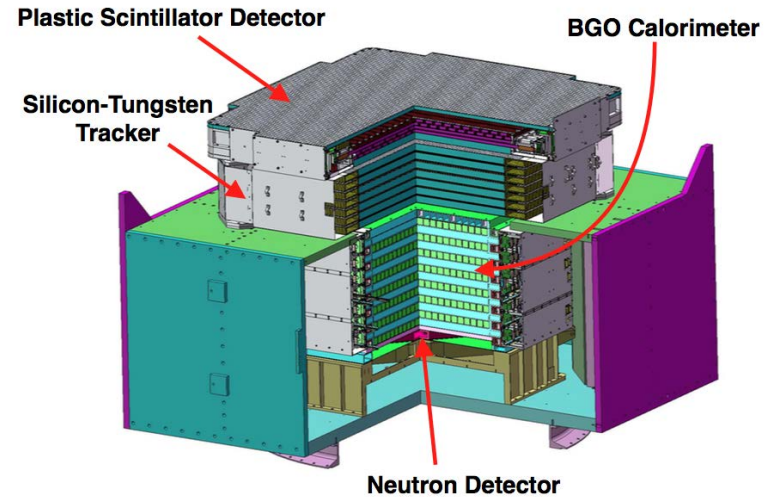 Plastic Scintillator Detector
BGO Calorimeter
Silicon-Tungsten
Tracker
Neutron Detector